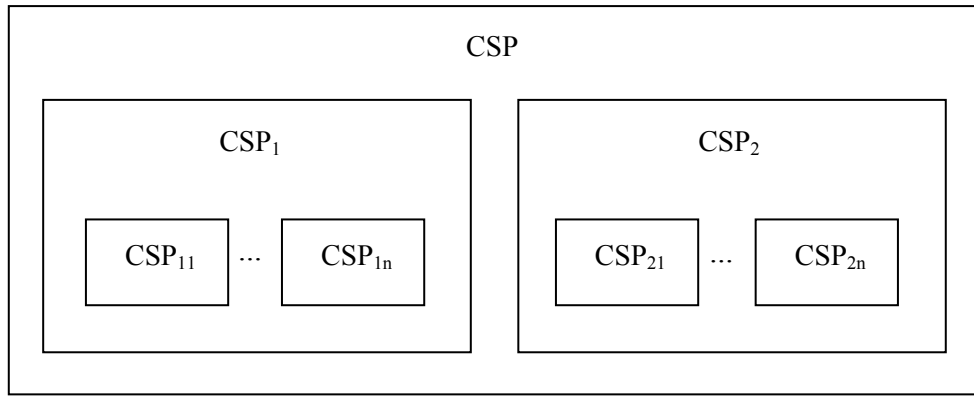 CSP
CSP₁ CSP₂
CSP₁₁ ... CSP₁ₙ CSP₂₁ ... CSP₂ₙ